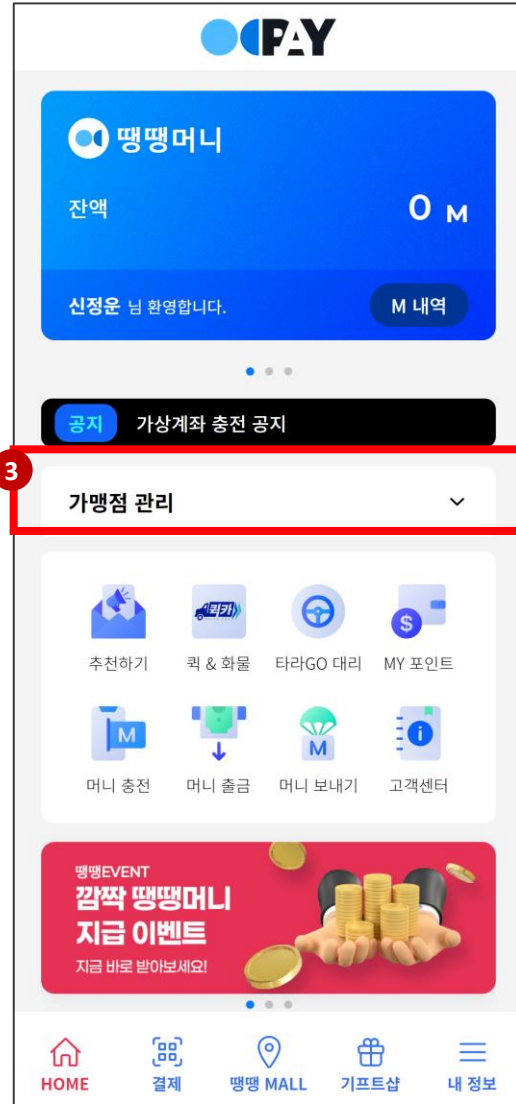 PAY
땡땡머니
잔액 0 M
신정운 님 환영합니다. M 내역
공지 가상계좌 충전 공지
3
가맹점 관리
퀵카
추천하기 퀵 & 화물 타라GO 대리 MY 포인트
M M
머니 충전 머니 출금 머니 보내기 고객센터
땡땡EVENT
깜짝 땡땡머니
지급 이벤트
지금 바로 받아보세요!
HOME 결제 땡땡 MALL 기프트샵 내 정보